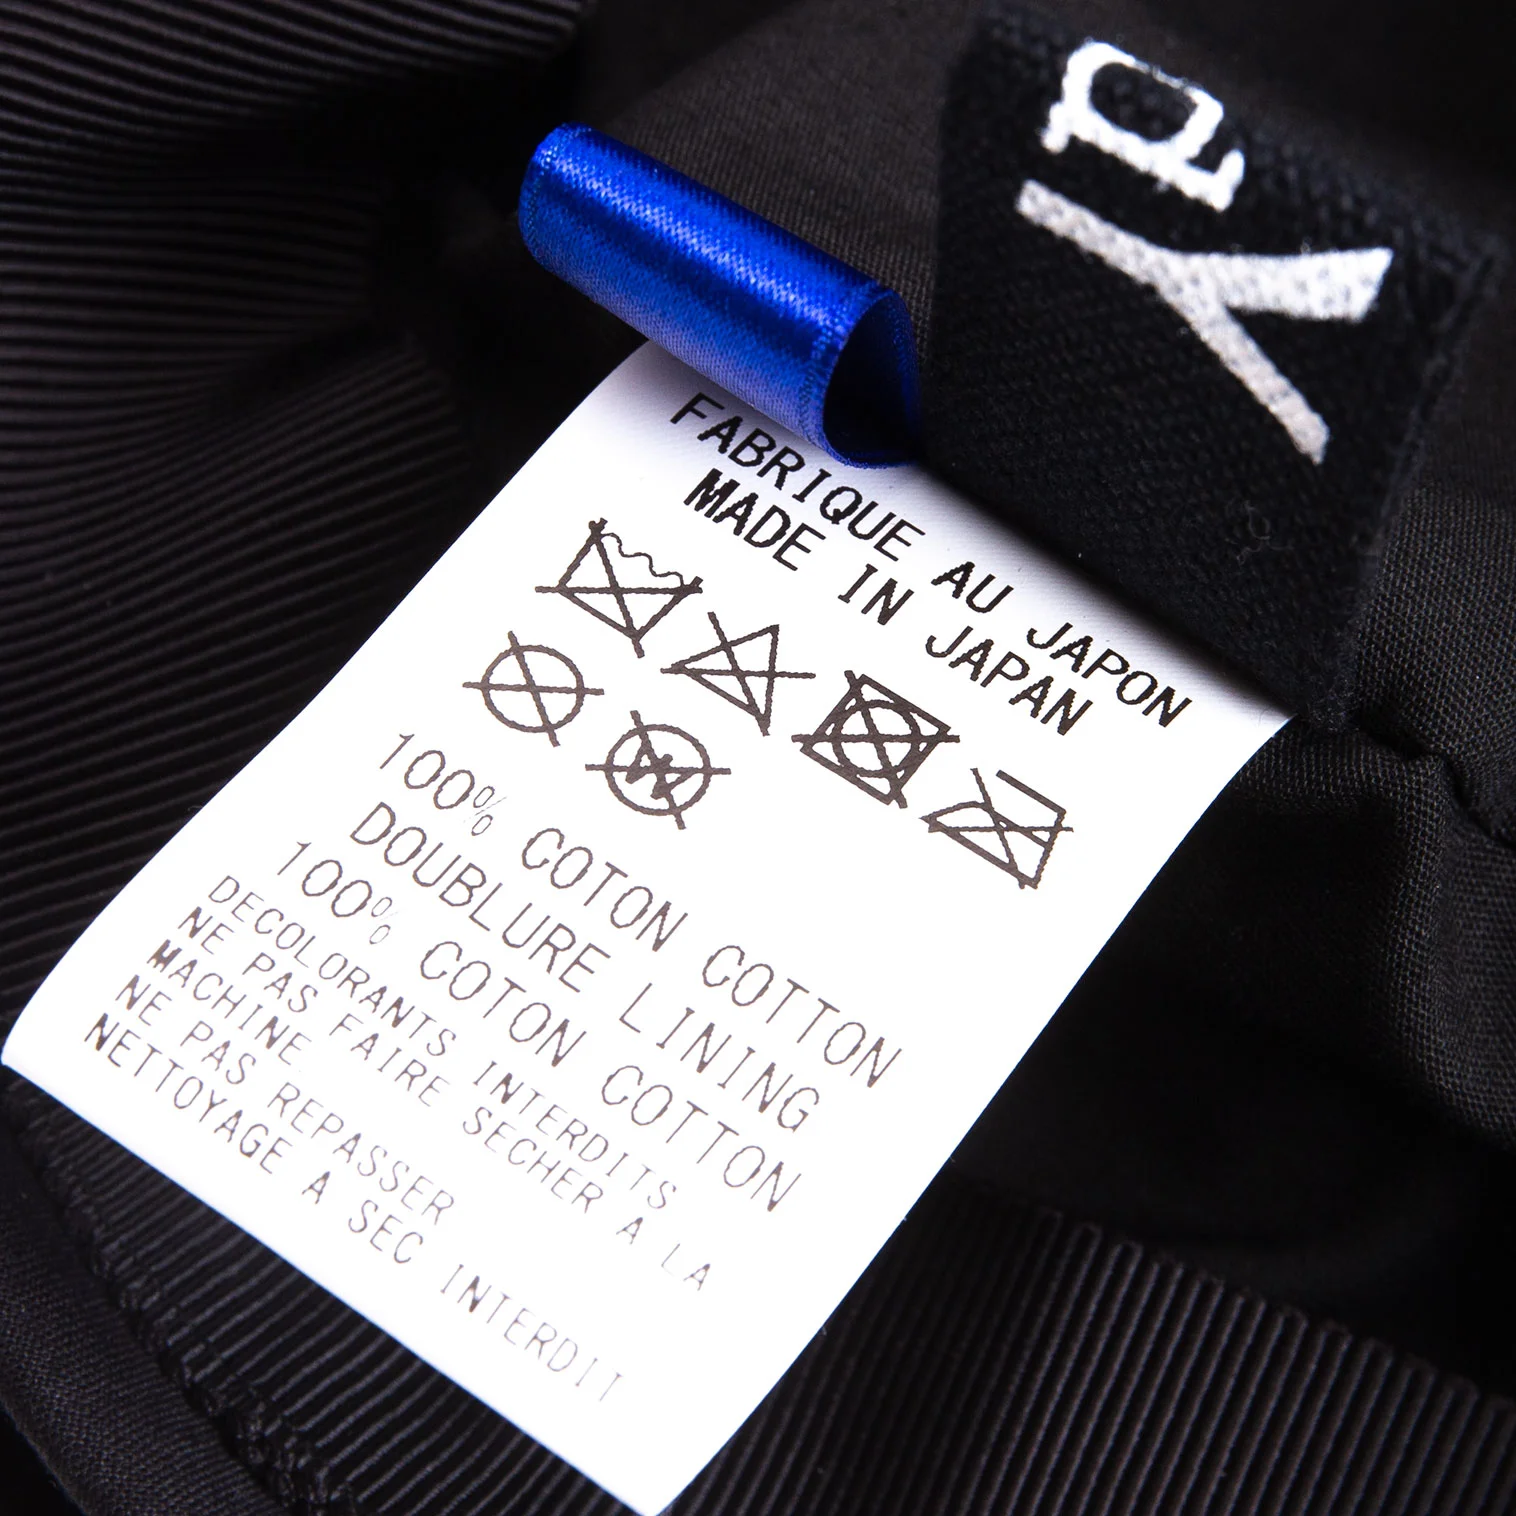 FABRIQUE AU JAPON
MADE IN JAPAN
W
100% COTON COTTON
DOUBLURE LINING
100% COTON COTTON
DECOLORANTS INTERDITS
NE PAS FAIRE SECHER A LA
MACHINE
NE PAS REPASSER
NETTOYAGE A SEC INTERDIT